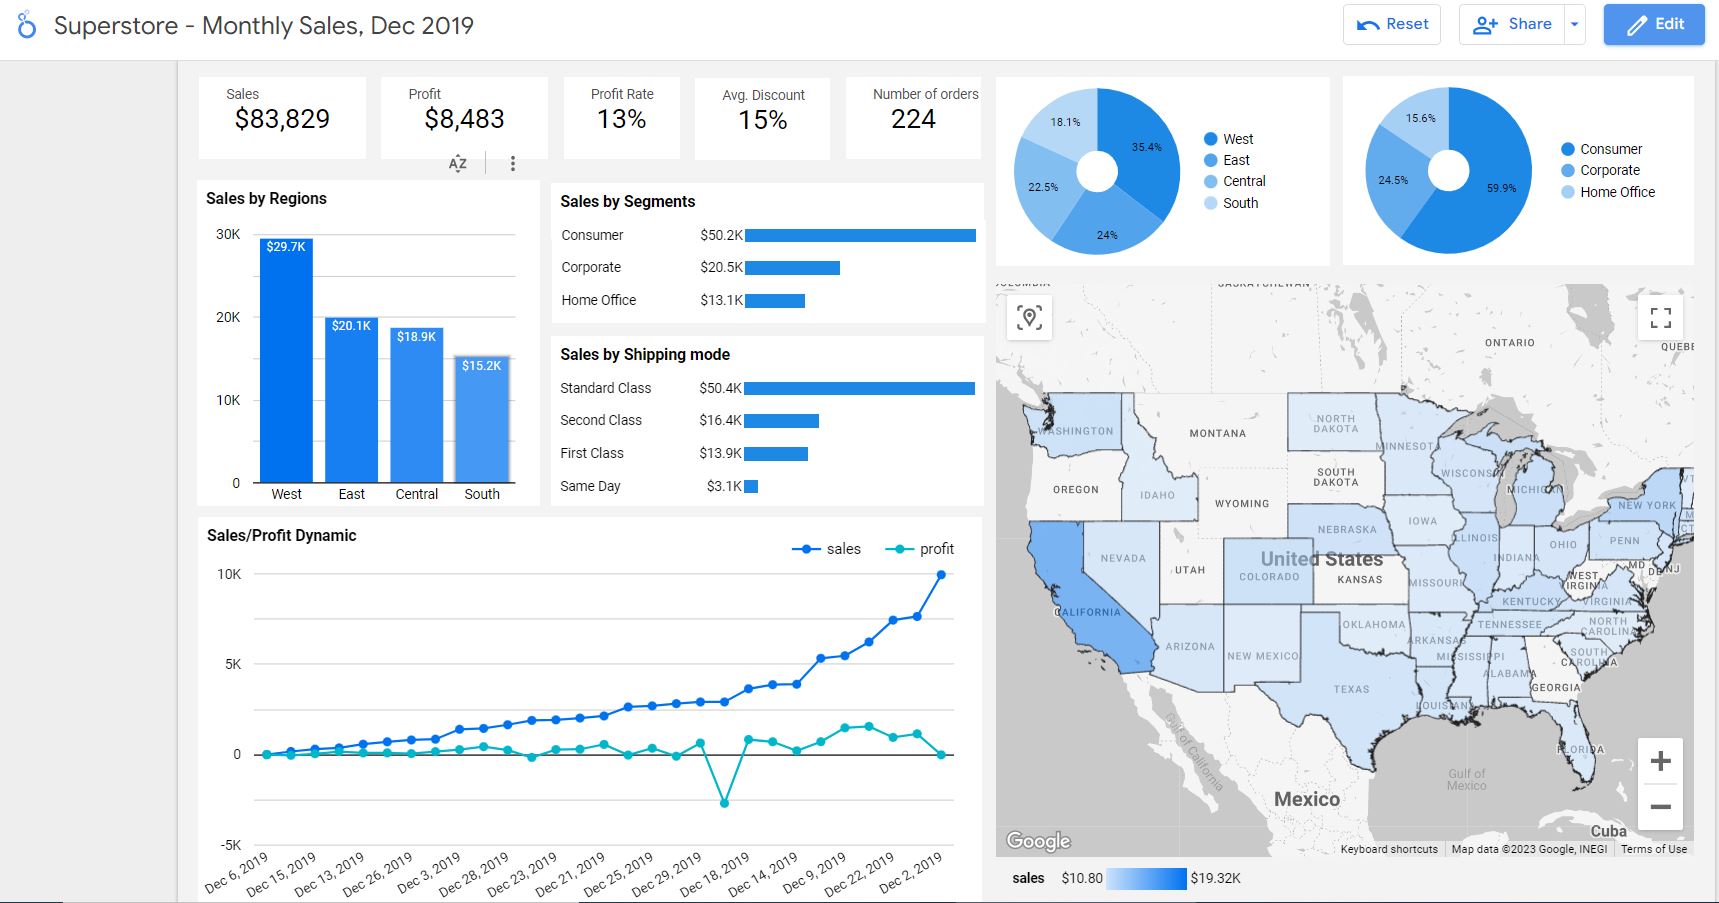 Superstore - Monthly Sales, Dec 2019
Reset
Share
Edit
Sales
$83,829
Profit
$8,483
Profit Rate
13%
Avg. Discount
15%
Number of orders
224
AZ
Sales by Regions
30K
20K
10K
0
$29.7K
$20.1K
$18.9K
$15.2K
West East Central South
Sales by Segments
Consumer $50.2K
Corporate $20.5K
Home Office $13.1K
Sales by Shipping mode
Standard Class $50.4K
Second Class $16.4K
First Class $13.9K
Same Day $3.1K
18.1%
35.4%
22.5%
24%
West
East
Central
South
15.6%
24.5%
59.9%
Consumer
Corporate
Home Office
Sales/Profit Dynamic
sales profit
10K
5K
0
-5K
Dec 6, 2019 Dec 15, 2019 Dec 13, 2019 Dec 26, 2019 Dec 3, 2019 Dec 28, 2019 Dec 23, 2019 Dec 21, 2019 Dec 25, 2019 Dec 29, 2019 Dec 18, 2019 Dec 14, 2019 Dec 9, 2019 Dec 22, 2019 Dec 2, 2019
SASKATCHEWAN
ONTARIO
QUEBE
WASHINGTON
MONTANA
NORTH
DAKOTA
MINNESOTA
SOUTH
DAKOTA
WISCONSIN
MICHIGAN
OREGON
IDAHO
WYOMING
NEW YORK
VT
M
CT
NEBRASKA
IOWA
ILLINOIS
INDIANA
OHIO
PENN
NEVADA
UTAH
United States
COLORADO
KANSAS
MISSOURI
WEST
VIRGINIA
MD
DE
NJ
CALIFORNIA
KENTUCKY
VIRGINIA
OKLAHOMA
TENNESSEE
NORTH
CAROLINA
ARIZONA
NEW MEXICO
ARKANSAS
MISSISSIPPI
SOUTH
CAROLINA
ALABAMA
GEORGIA
TEXAS
LOUISIANA
FLORIDA
Gulf of California
Gulf of
Mexico
Mexico
Cuba
Google
Keyboard shortcuts Map data ©2023 Google, INEGI Terms of Use
sales $10.80 $19.32K